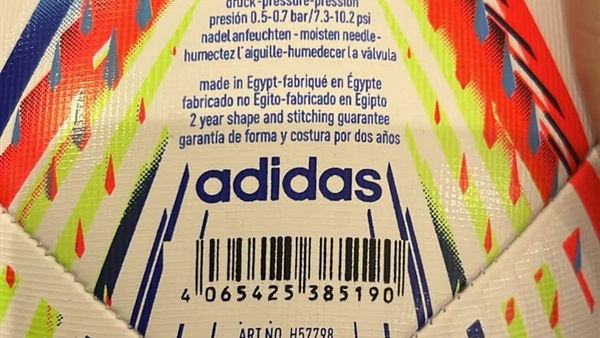 druck-pressure-pression
presión 0.5-0.7 bar/7.3-10.2 psi
nadel anfeuchten - moisten needle-
humectez l'aiguille-humedecer la válvula
made in Egypt-fabriqué en Égypte
fabricado no Egito-fabricado en Egipto
2 year shape and stitching guarantee
garantía de forma y costura por dos años
adidas
4 065425 385190
ART.NO. H57798